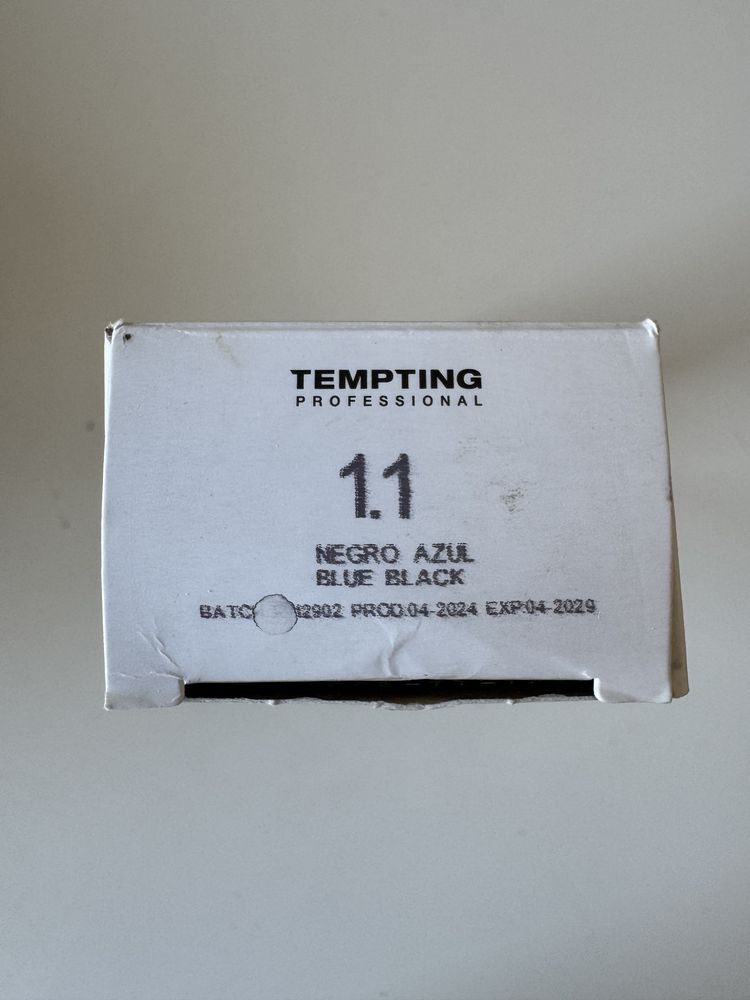 TEMPTING
PROFESSIONAL
1.1
NEGRO AZUL
BLUE BLACK
PROD:04-2024 EXP:04-2029